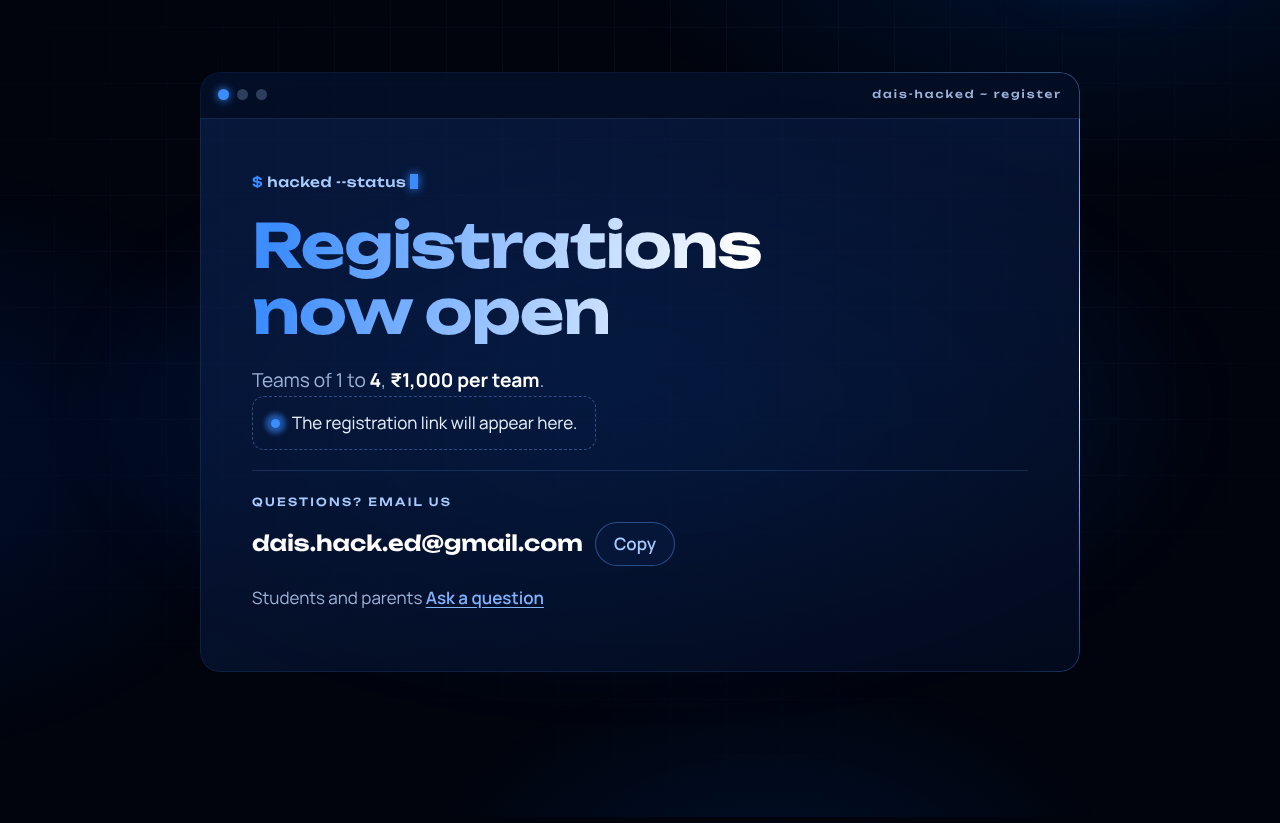 dais-hacked – register
$ hacked --status
Registrations
now open
Teams of 1 to 4, ₹1,000 per team.
The registration link will appear here.
QUESTIONS? EMAIL US
dais.hack.ed@gmail.com Copy
Students and parents Ask a question